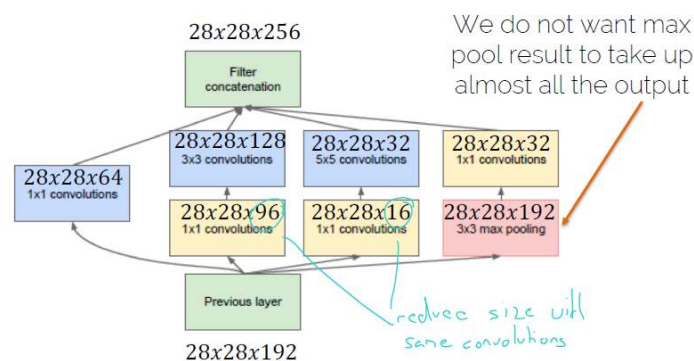 28x28x256
Filter
concatenation
We do not want max
pool result to take up
almost all the output
28x28x64
1x1 convolutions
28x28x128
3x3 convolutions
28x28x32
5x5 convolutions
28x28x32
1x1 convolutions
28x28x96
1x1 convolutions
28x28x16
1x1 convolutions
28x28x192
3x3 max pooling
Previous layer
28x28x192
reduce size with
same convolutions